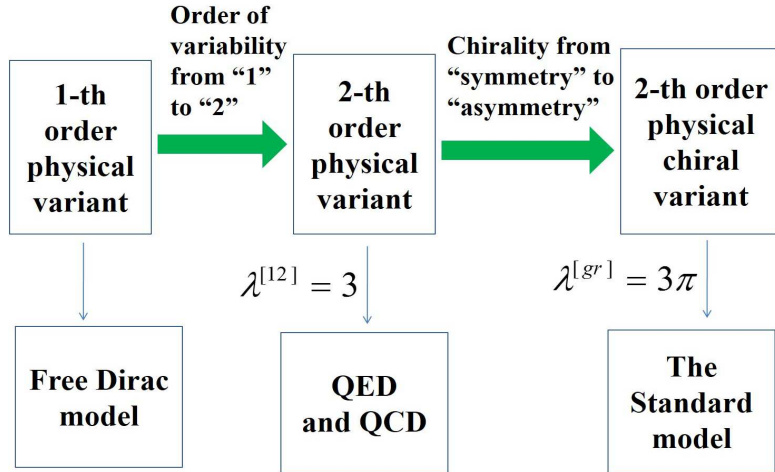 1-th
order
physical
variant
Order of
variability
from “1”
to “2”
2-th
order
physical
variant
Chirality from
“symmetry” to
“asymmetry”
2-th order
physical
chiral
variant
λ^[12] = 3
λ^[gr] = 3π
Free Dirac
model
QED
and QCD
The
Standard
model